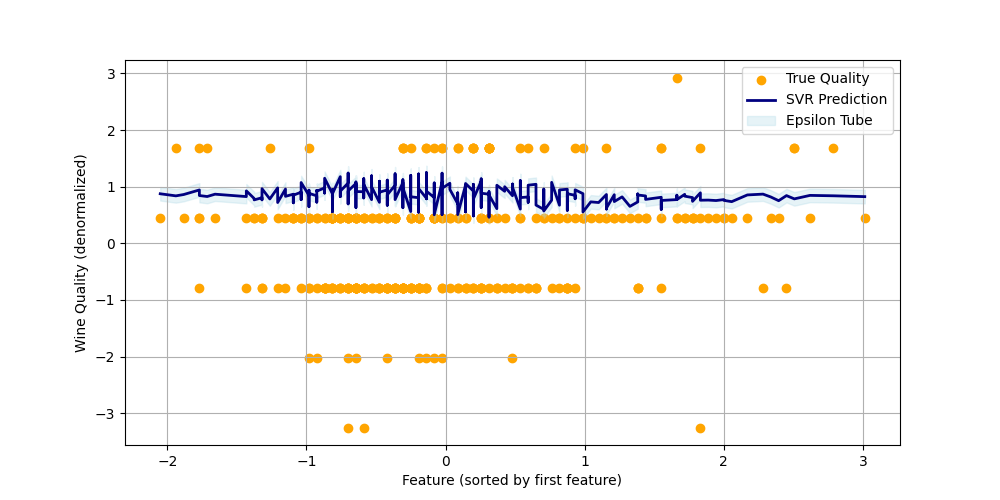 True Quality
SVR Prediction
Epsilon Tube
Wine Quality (denormalized)
3
2
1
0
−1
−2
−3
−2
−1
0
1
2
3
Feature (sorted by first feature)